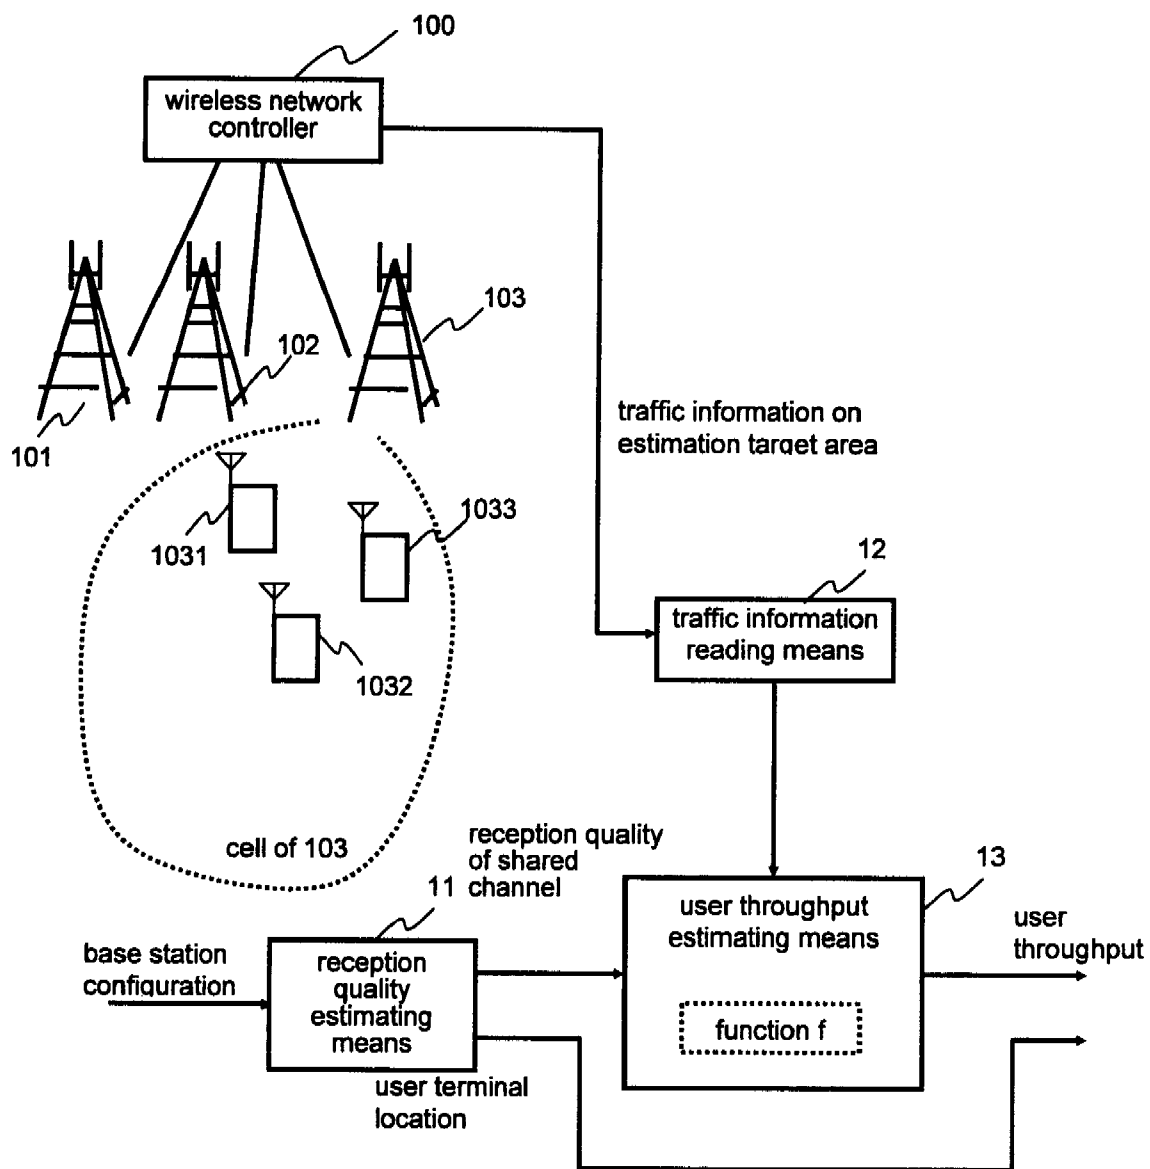 100
wireless network
controller
103
102
101
traffic information on
estimation target area
1031
1033
1032
12
traffic information
reading means
cell of 103
reception quality
of shared
channel
11
13
base station
configuration
reception
quality
estimating
means
user throughput
estimating means
function f
user
throughput
user terminal
location